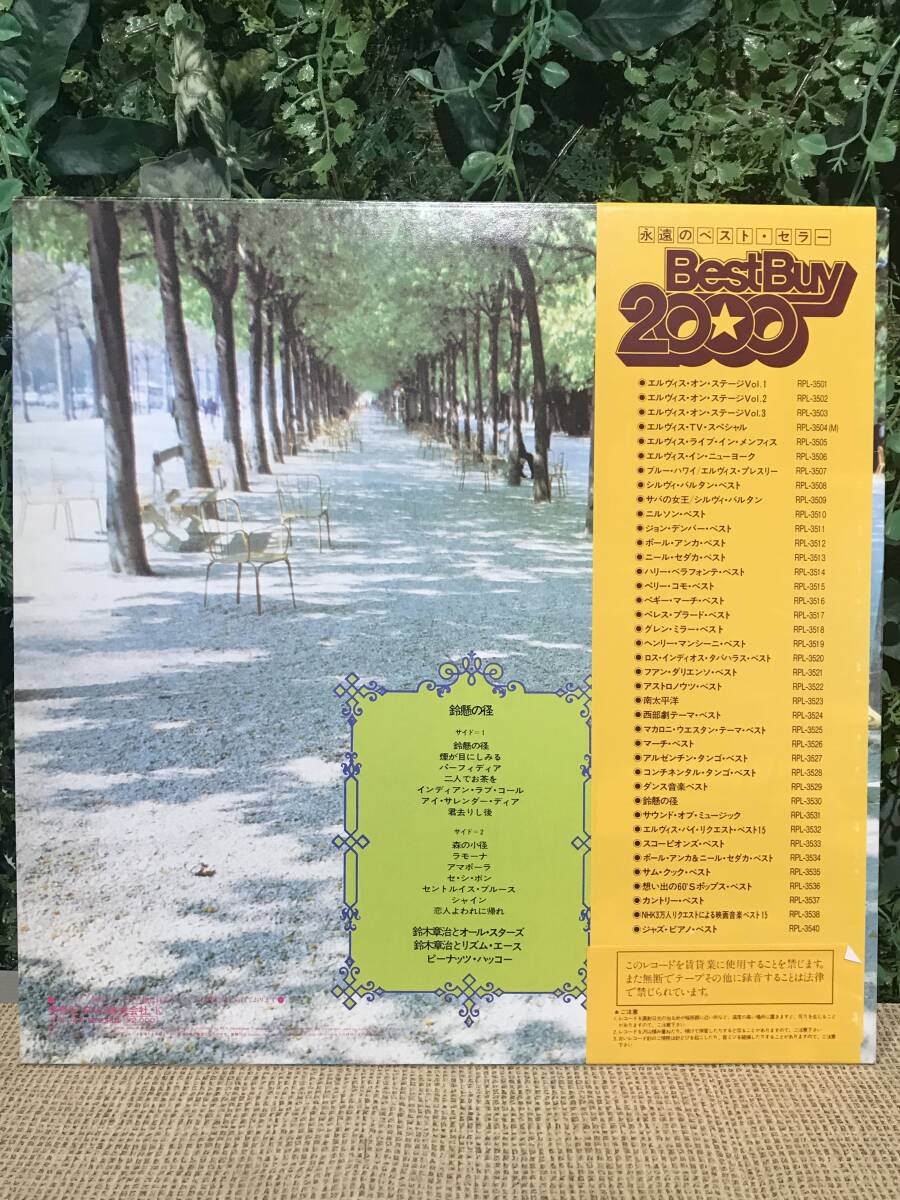 永遠のベスト・セラー
BestBuy
2000
◉エルヴィス・オン・ステージVol.1 RPL-3501
◉エルヴィス・オン・ステージVol.2 RPL-3502
◉エルヴィス・オン・ステージVol.3 RPL-3503
◉エルヴィス・TV・スペシャル RPL-3504(M)
◉エルヴィス・ライブ・イン・メンフィス RPL-3505
◉エルヴィス・イン・ニューヨーク RPL-3506
◉ブルー・ハワイ/エルヴィス・プレスリー RPL-3507
◉シルヴィ・バルタン・ベスト RPL-3508
◉サバの女王/シルヴィ・バルタン RPL-3509
◉ニルソン・ベスト RPL-3510
◉ジョン・デンバー・ベスト RPL-3511
◉ポール・アンカ・ベスト RPL-3512
◉ニール・セダカ・ベスト RPL-3513
◉ハリー・ベラフォンテ・ベスト RPL-3514
◉ペリー・コモ・ベスト RPL-3515
◉ペギー・マーチ・ベスト RPL-3516
◉ペレス・プラード・ベスト RPL-3517
◉グレン・ミラー・ベスト RPL-3518
◉ヘンリー・マンシーニ・ベスト RPL-3519
◉ロス・インディオス・タバハラス・ベスト RPL-3520
◉フアン・ダリエンソ・ベスト RPL-3521
◉アストロノウツ・ベスト RPL-3522
◉南太平洋 RPL-3523
◉西部劇テーマ・ベスト RPL-3524
◉マカロニ・ウエスタン・テーマ・ベスト RPL-3525
◉マーチ・ベスト RPL-3526
◉アルゼンチン・タンゴ・ベスト RPL-3527
◉コンチネンタル・タンゴ・ベスト RPL-3528
◉ダンス音楽ベスト RPL-3529
◉鈴懸の径 RPL-3530
◉サウンド・オブ・ミュージック RPL-3531
◉エルヴィス・バイ・リクエスト・ベスト15 RPL-3532
◉スコーピオンズ・ベスト RPL-3533
◉ポール・アンカ&ニール・セダカ・ベスト RPL-3534
◉サム・クック・ベスト RPL-3535
◉想い出の60'Sポップス・ベスト RPL-3536
◉カントリー・ベスト RPL-3537
◉NHK3万人リクエストによる映画音楽ベスト15 RPL-3538
◉ジャズ・ピアノ・ベスト RPL-3540
このレコードを賃貸業に使用することを禁じます。
また無断でテープその他に録音することは法律
で禁じられています。
★ご注意
鈴懸の径
サイド=1
鈴懸の径
煙が目にしみる
パーフィディア
二人でお茶を
インディアン・ラブ・コール
アイ・サレンダー・ディア
君去りし後
サイド=2
森の小径
ラモーナ
アマポーラ
セ・シ・ボン
セントルイス・ブルース
シャイン
恋人よわれに帰れ
鈴木章治とオール・スターズ
鈴木章治とリズム・エース
ピーナッツ・ハッコー